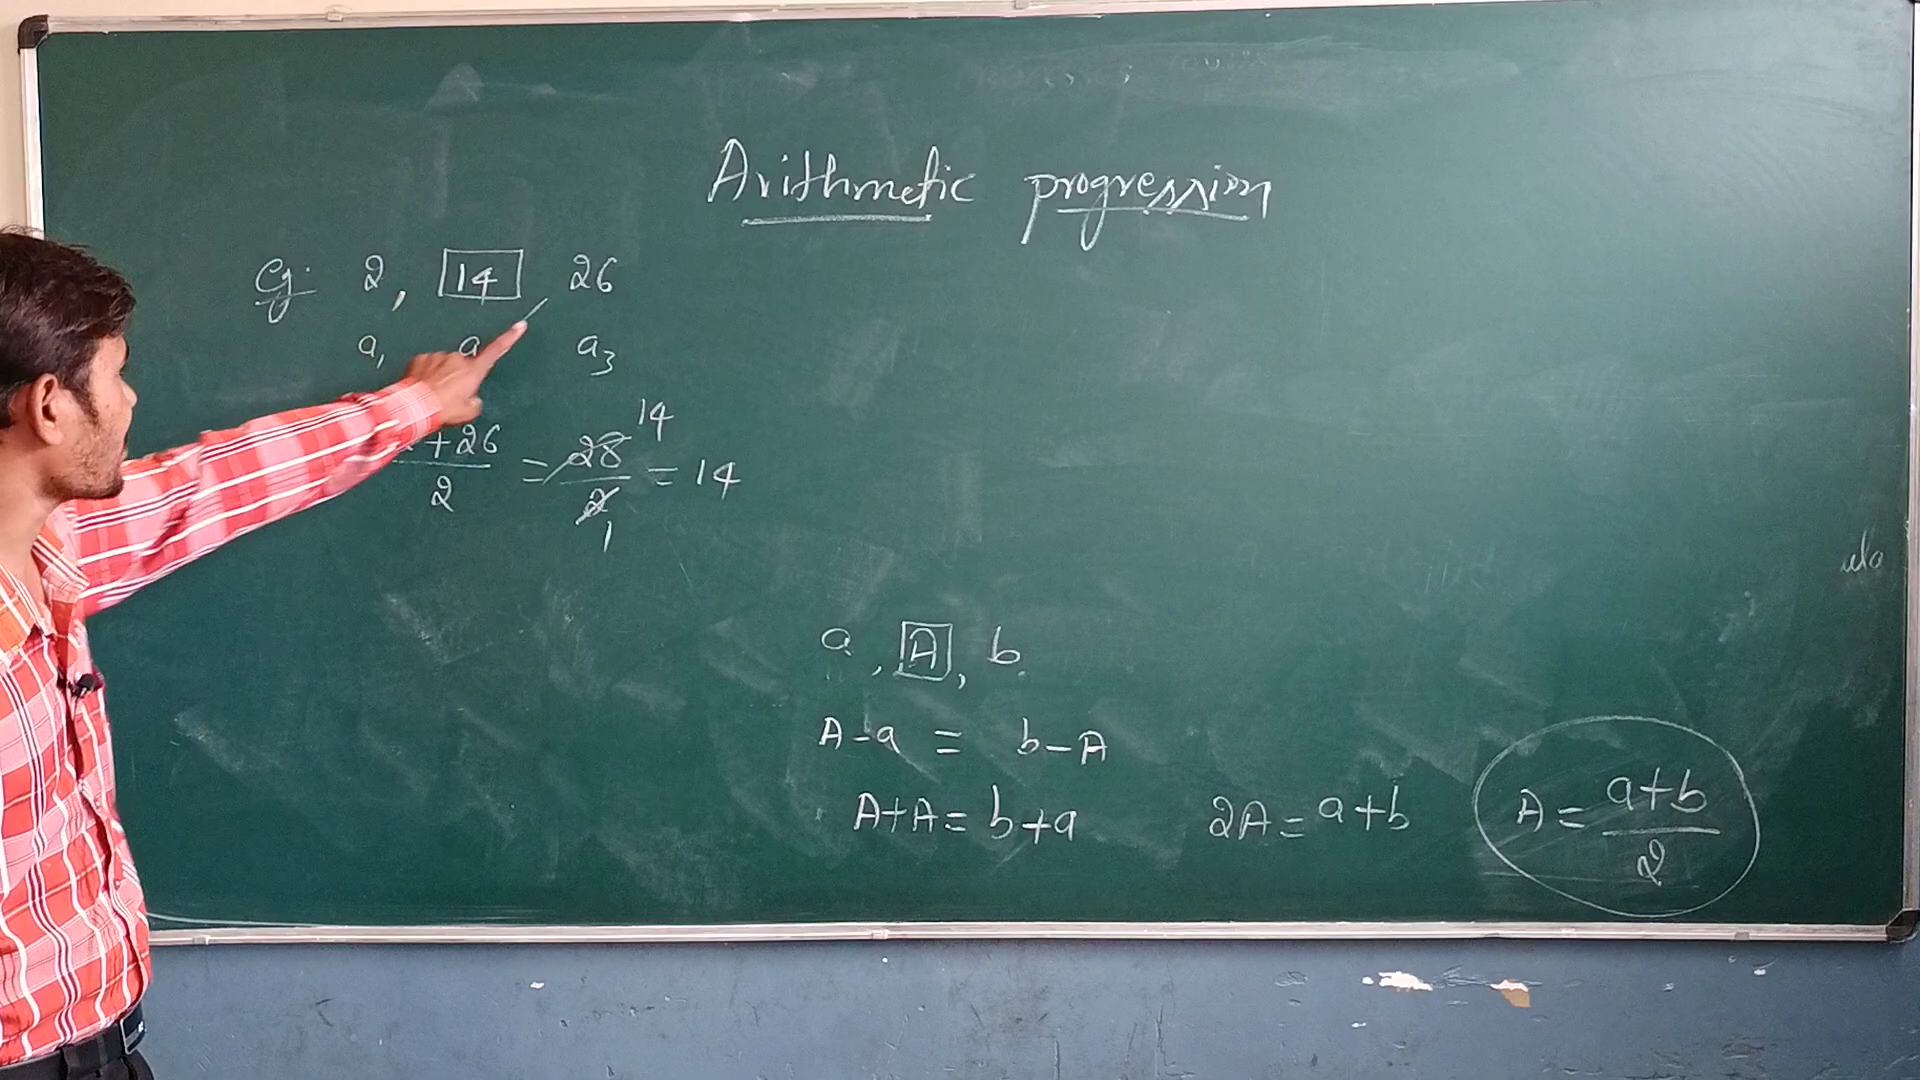 Arithmetic progression
Eg: 2, 14, 26
a₁ a a₃
+26/2 = 28/2 = 14
14
1
a, A, b
A-a = b-A
A+A = b+a 2A = a+b A = a+b/2